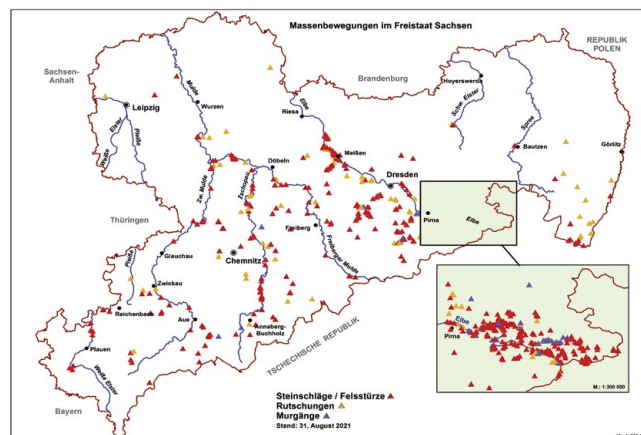 Massenbewegungen im Freistaat Sachsen
REPUBLIK
POLEN
Sachsen-
Anhalt
Brandenburg
Hoyerswerda
Leipzig
Mulde
Wurzen
Elbe
Riesa
Schw. Elster
Spree
Weiße
Elster
Pleiße
Meißen
Bautzen
Görlitz
Döbeln
Dresden
Zw. Mulde
Zschopau
Pirna
Elbe
Thüringen
Freiberg
Freiberger Mulde
Pleiße
Glauchau
Chemnitz
Zwickau
Reichenbach
Aue
Annaberg-
Buchholz
TSCHECHISCHE REPUBLIK
Elbe
Pirna
Plauen
Weiße Elster
M.: 1:300 000
Bayern
Steinschläge / Felsstürze
Rutschungen
Murgänge
Stand: 31. August 2021